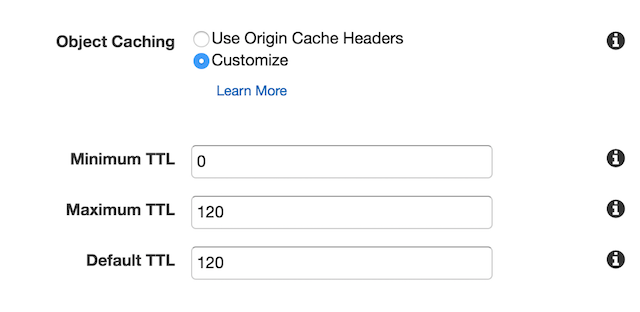 Object Caching
Use Origin Cache Headers
Customize
Learn More
Minimum TTL 0
Maximum TTL 120
Default TTL 120